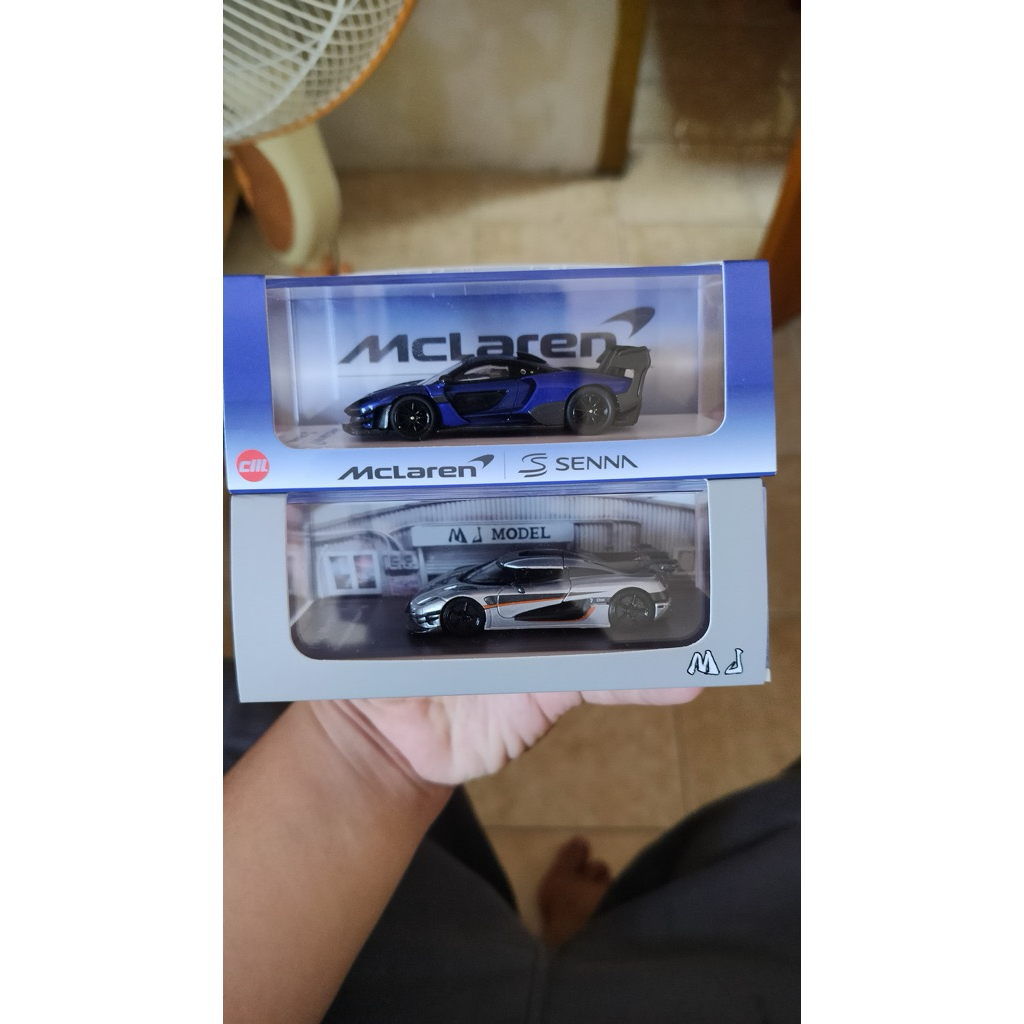 McLaren
CM
McLaren | SENNA
MJ MODEL
MJ